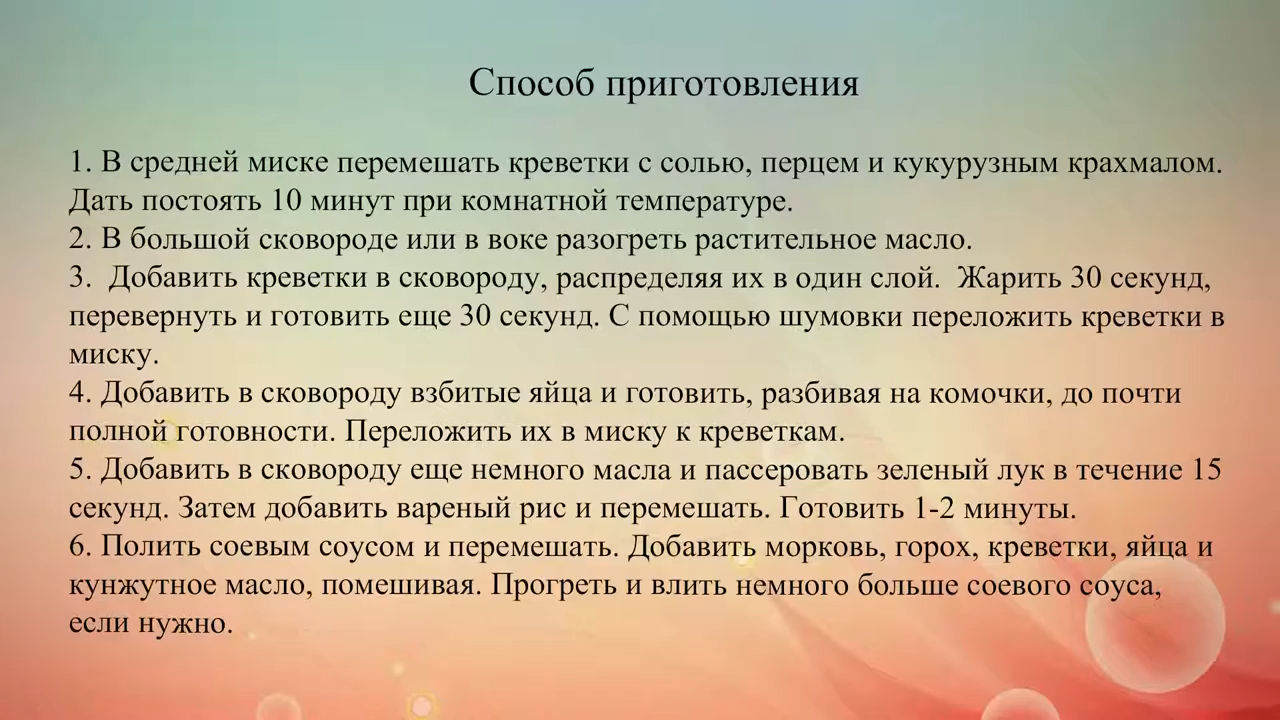 Способ приготовления
1. В средней миске перемешать креветки с солью, перцем и кукурузным крахмалом.
Дать постоять 10 минут при комнатной температуре.
2. В большой сковороде или в воке разогреть растительное масло.
3.  Добавить креветки в сковороду, распределяя их в один слой.  Жарить 30 секунд,
перевернуть и готовить еще 30 секунд. С помощью шумовки переложить креветки в
миску.
4. Добавить в сковороду взбитые яйца и готовить, разбивая на комочки, до почти
полной готовности. Переложить их в миску к креветкам.
5. Добавить в сковороду еще немного масла и пассеровать зеленый лук в течение 15
секунд. Затем добавить вареный рис и перемешать. Готовить 1-2 минуты.
6. Полить соевым соусом и перемешать. Добавить морковь, горох, креветки, яйца и
кунжутное масло, помешивая. Прогреть и влить немного больше соевого соуса,
если нужно.